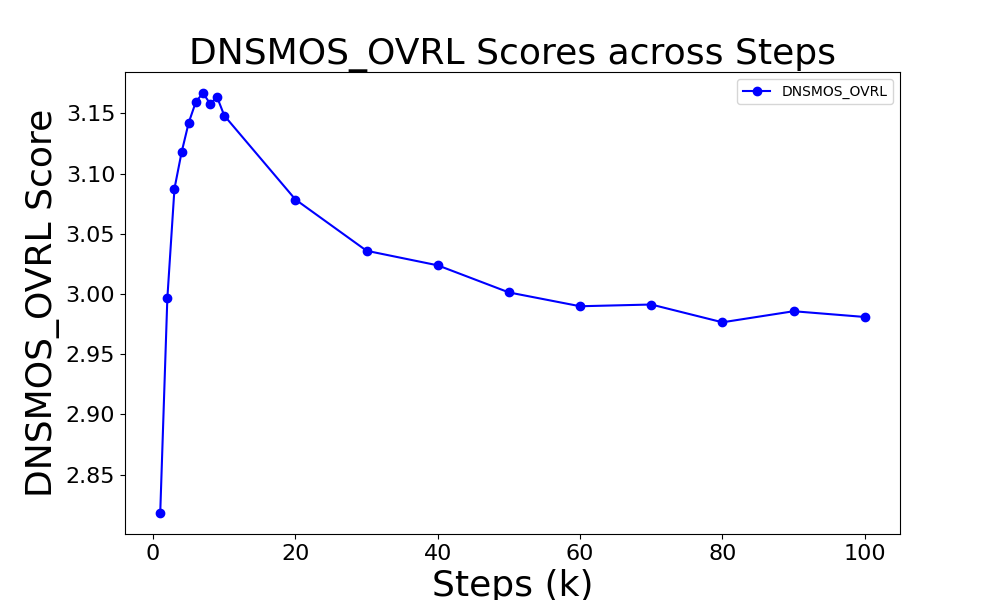 DNSMOS_OVRL Scores across Steps
DNSMOS_OVRL
DNSMOS_OVRL Score
3.15
3.10
3.05
3.00
2.95
2.90
2.85
0 20 40 60 80 100
Steps (k)